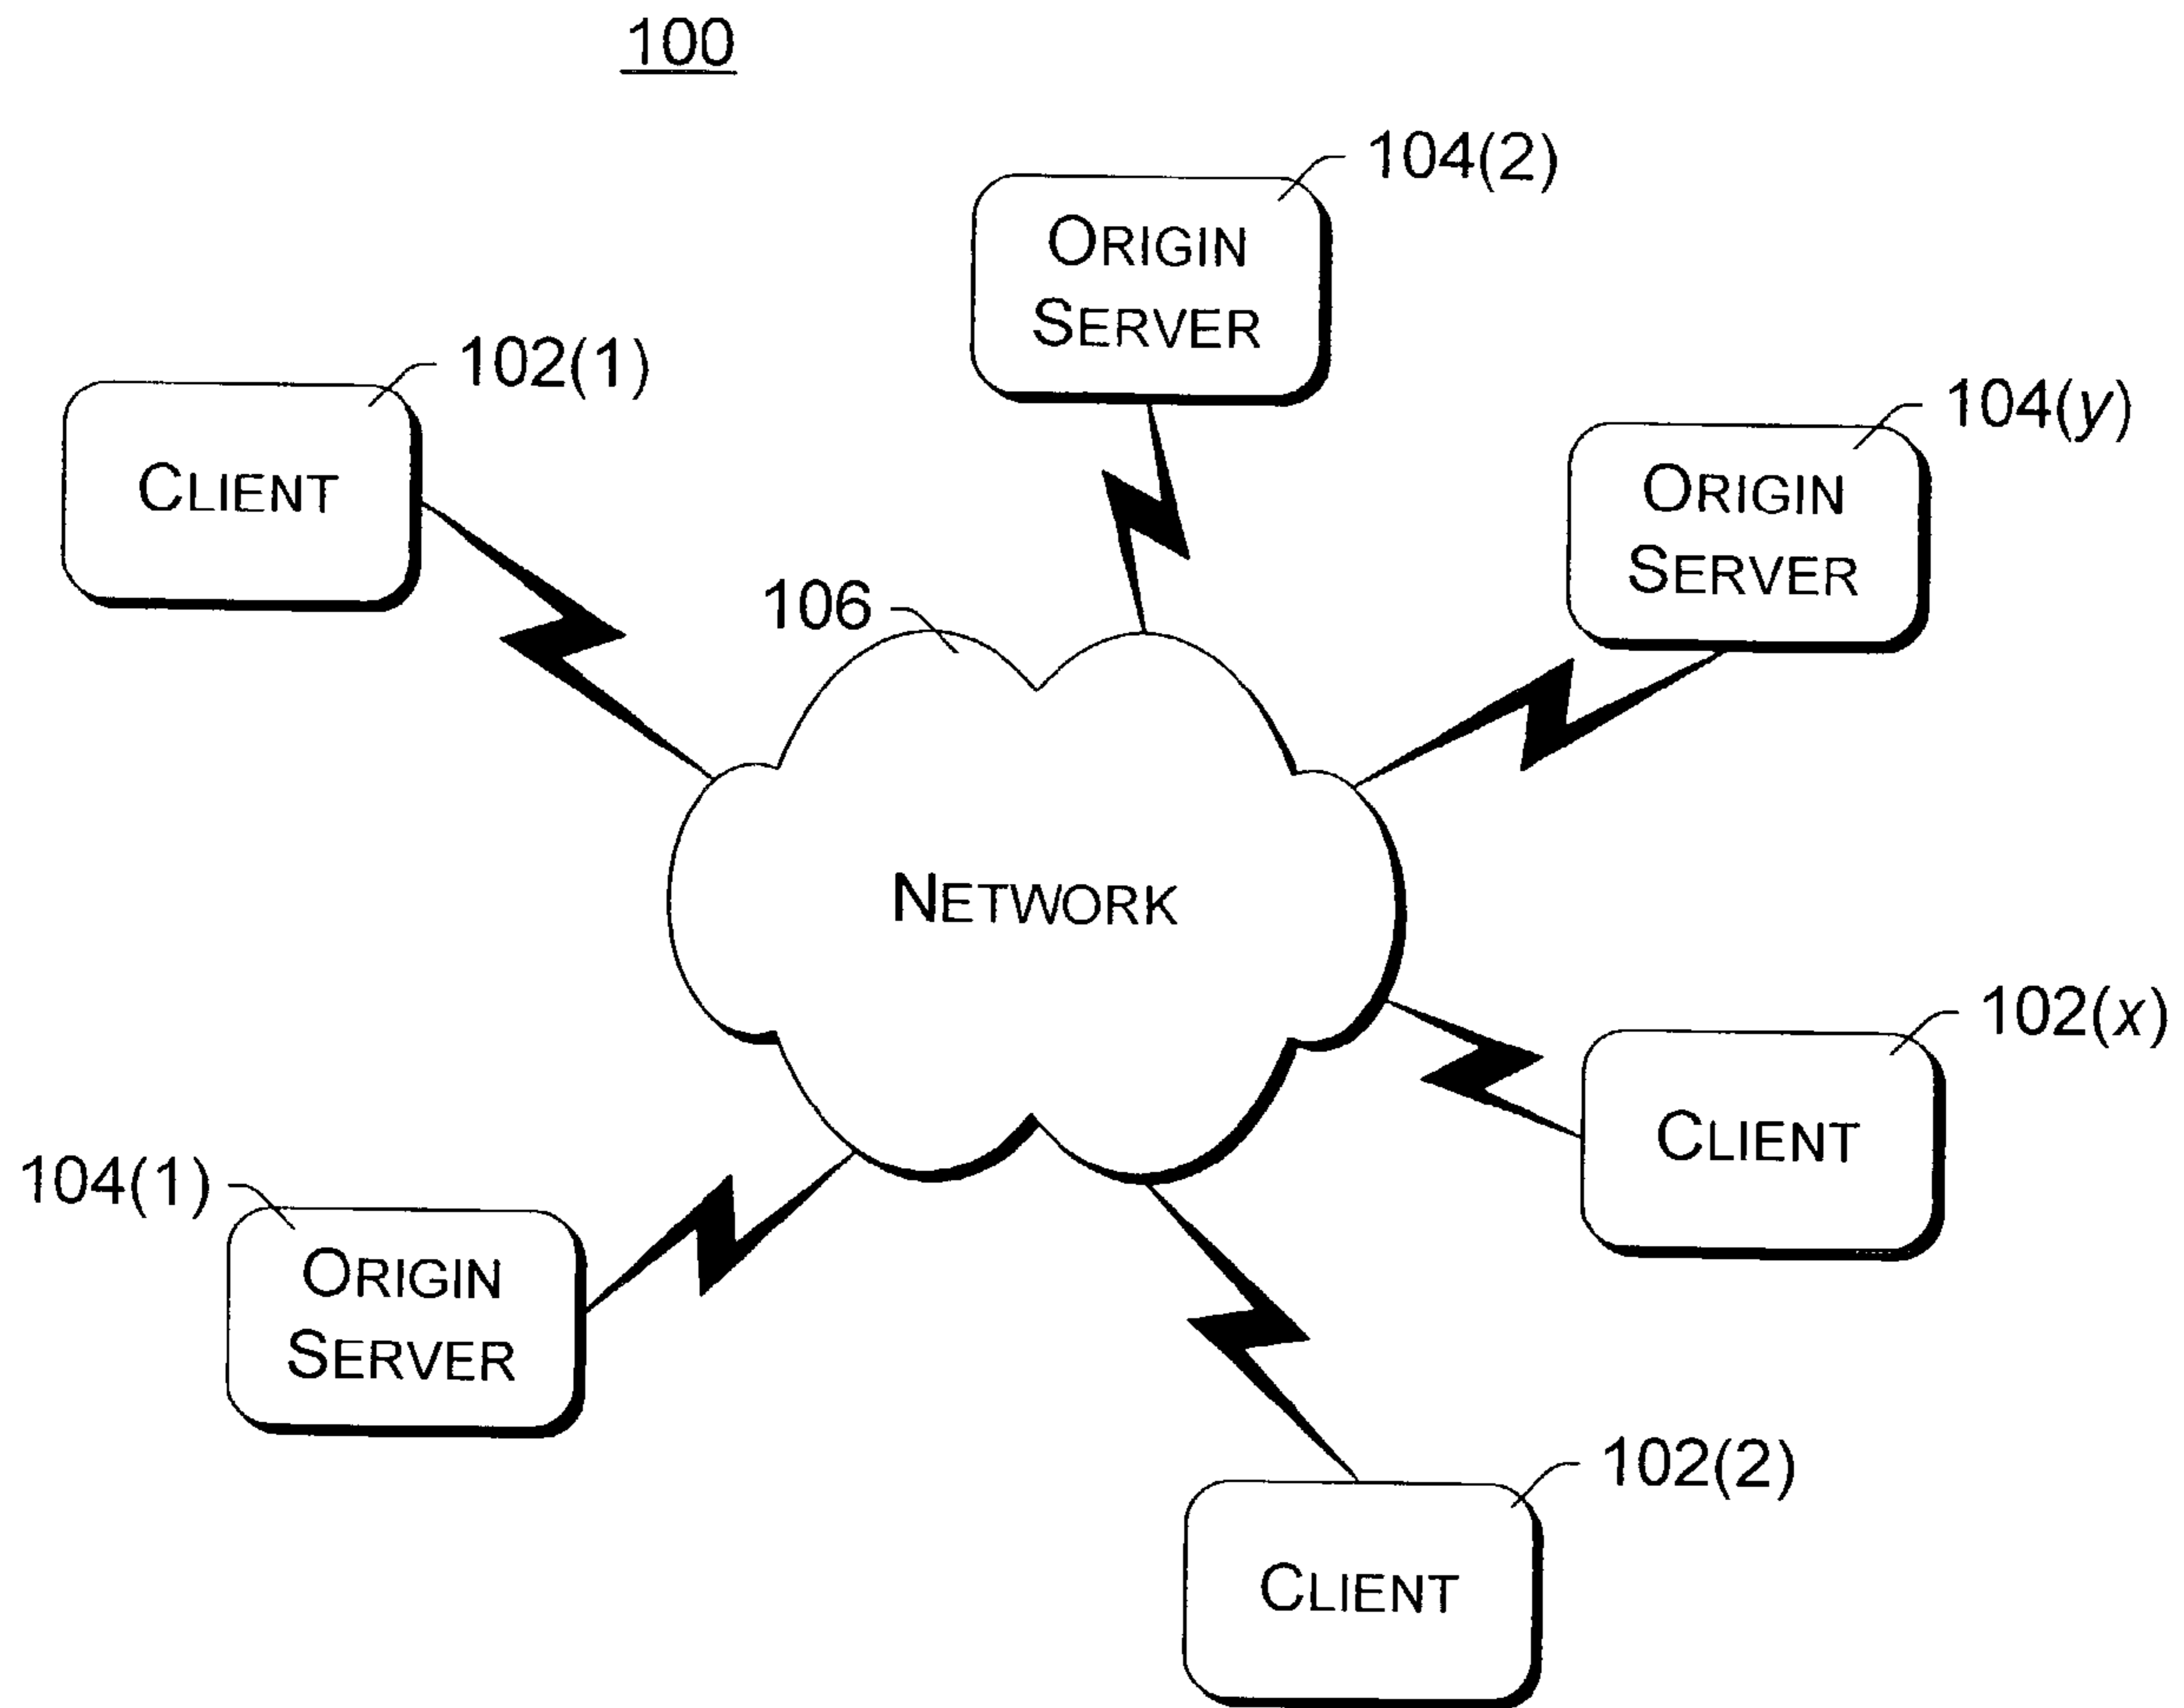 100
104(2)
ORIGIN
SERVER
102(1)
CLIENT
104(y)
ORIGIN
SERVER
106
NETWORK
102(x)
CLIENT
104(1)
ORIGIN
SERVER
102(2)
CLIENT